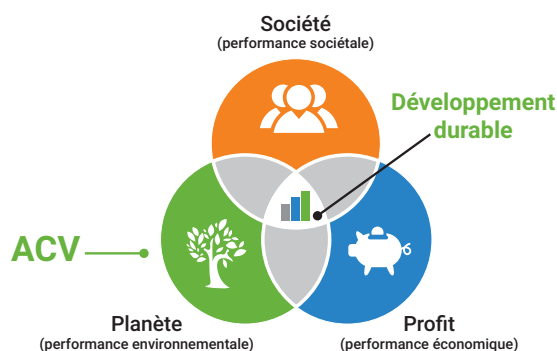 Société
(performance sociétale)
Développement
durable
ACV
Planète
(performance environnementale)
Profit
(performance économique)